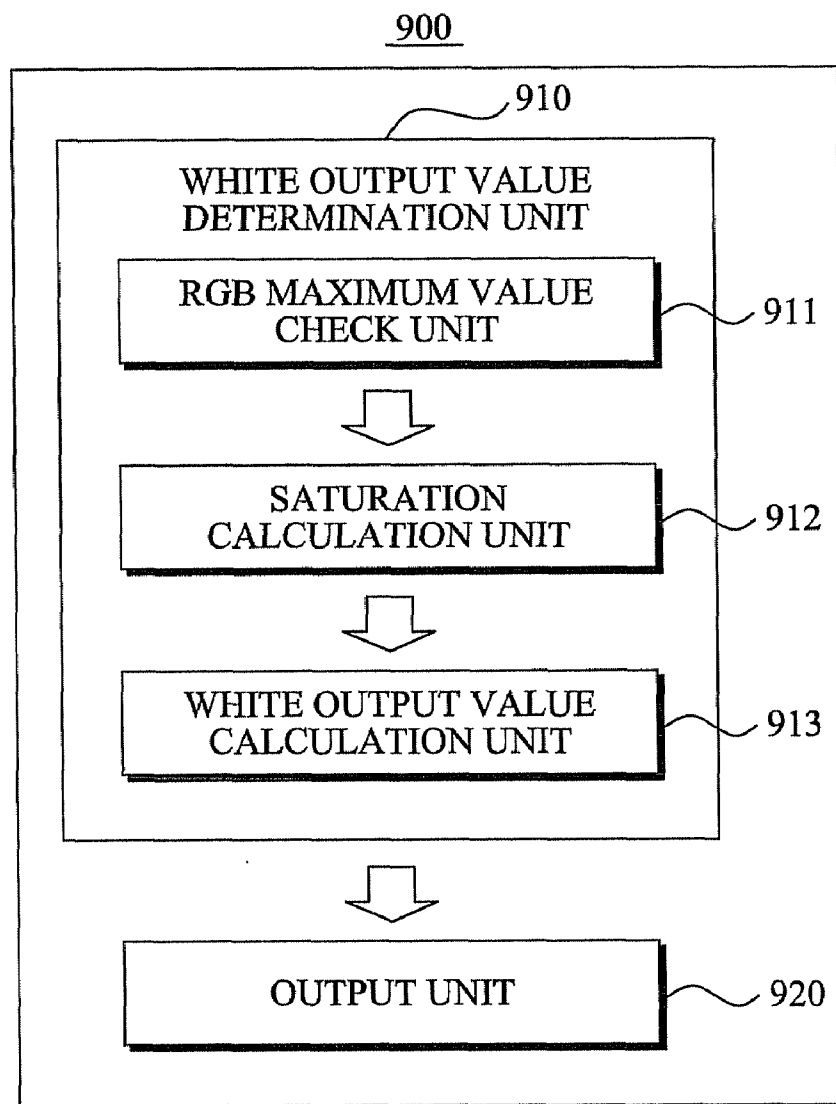 900
910
WHITE OUTPUT VALUE
DETERMINATION UNIT
RGB MAXIMUM VALUE
CHECK UNIT
911
SATURATION
CALCULATION UNIT
912
WHITE OUTPUT VALUE
CALCULATION UNIT
913
OUTPUT UNIT
920